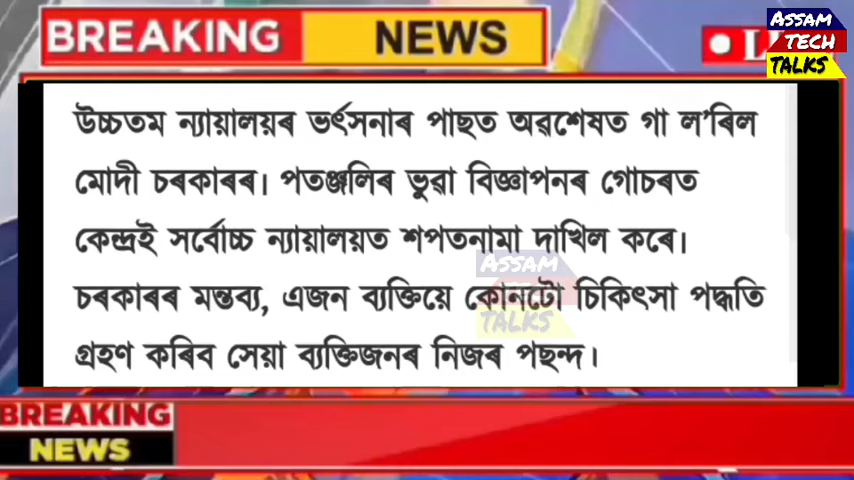 BREAKING NEWS
ASSAM
TECH
TALKS
উচ্চতম ন্যায়ালয়ৰ ভৰ্ৎসনাৰ পাছত অৱশেষত গা ল’ৰিল
মোদী চৰকাৰৰ। পতঞ্জলিৰ ভুৱা বিজ্ঞাপনৰ গোচৰত
কেন্দ্ৰই সৰ্বোচ্চ ন্যায়ালয়ত শপতনামা দাখিল কৰে।
চৰকাৰৰ মন্তব্য, এজন ব্যক্তিয়ে কোনটো চিকিৎসা পদ্ধতি
গ্ৰহণ কৰিব সেয়া ব্যক্তিজনৰ নিজৰ পছন্দ।
ASSAM
TECH
TALKS
BREAKING
NEWS